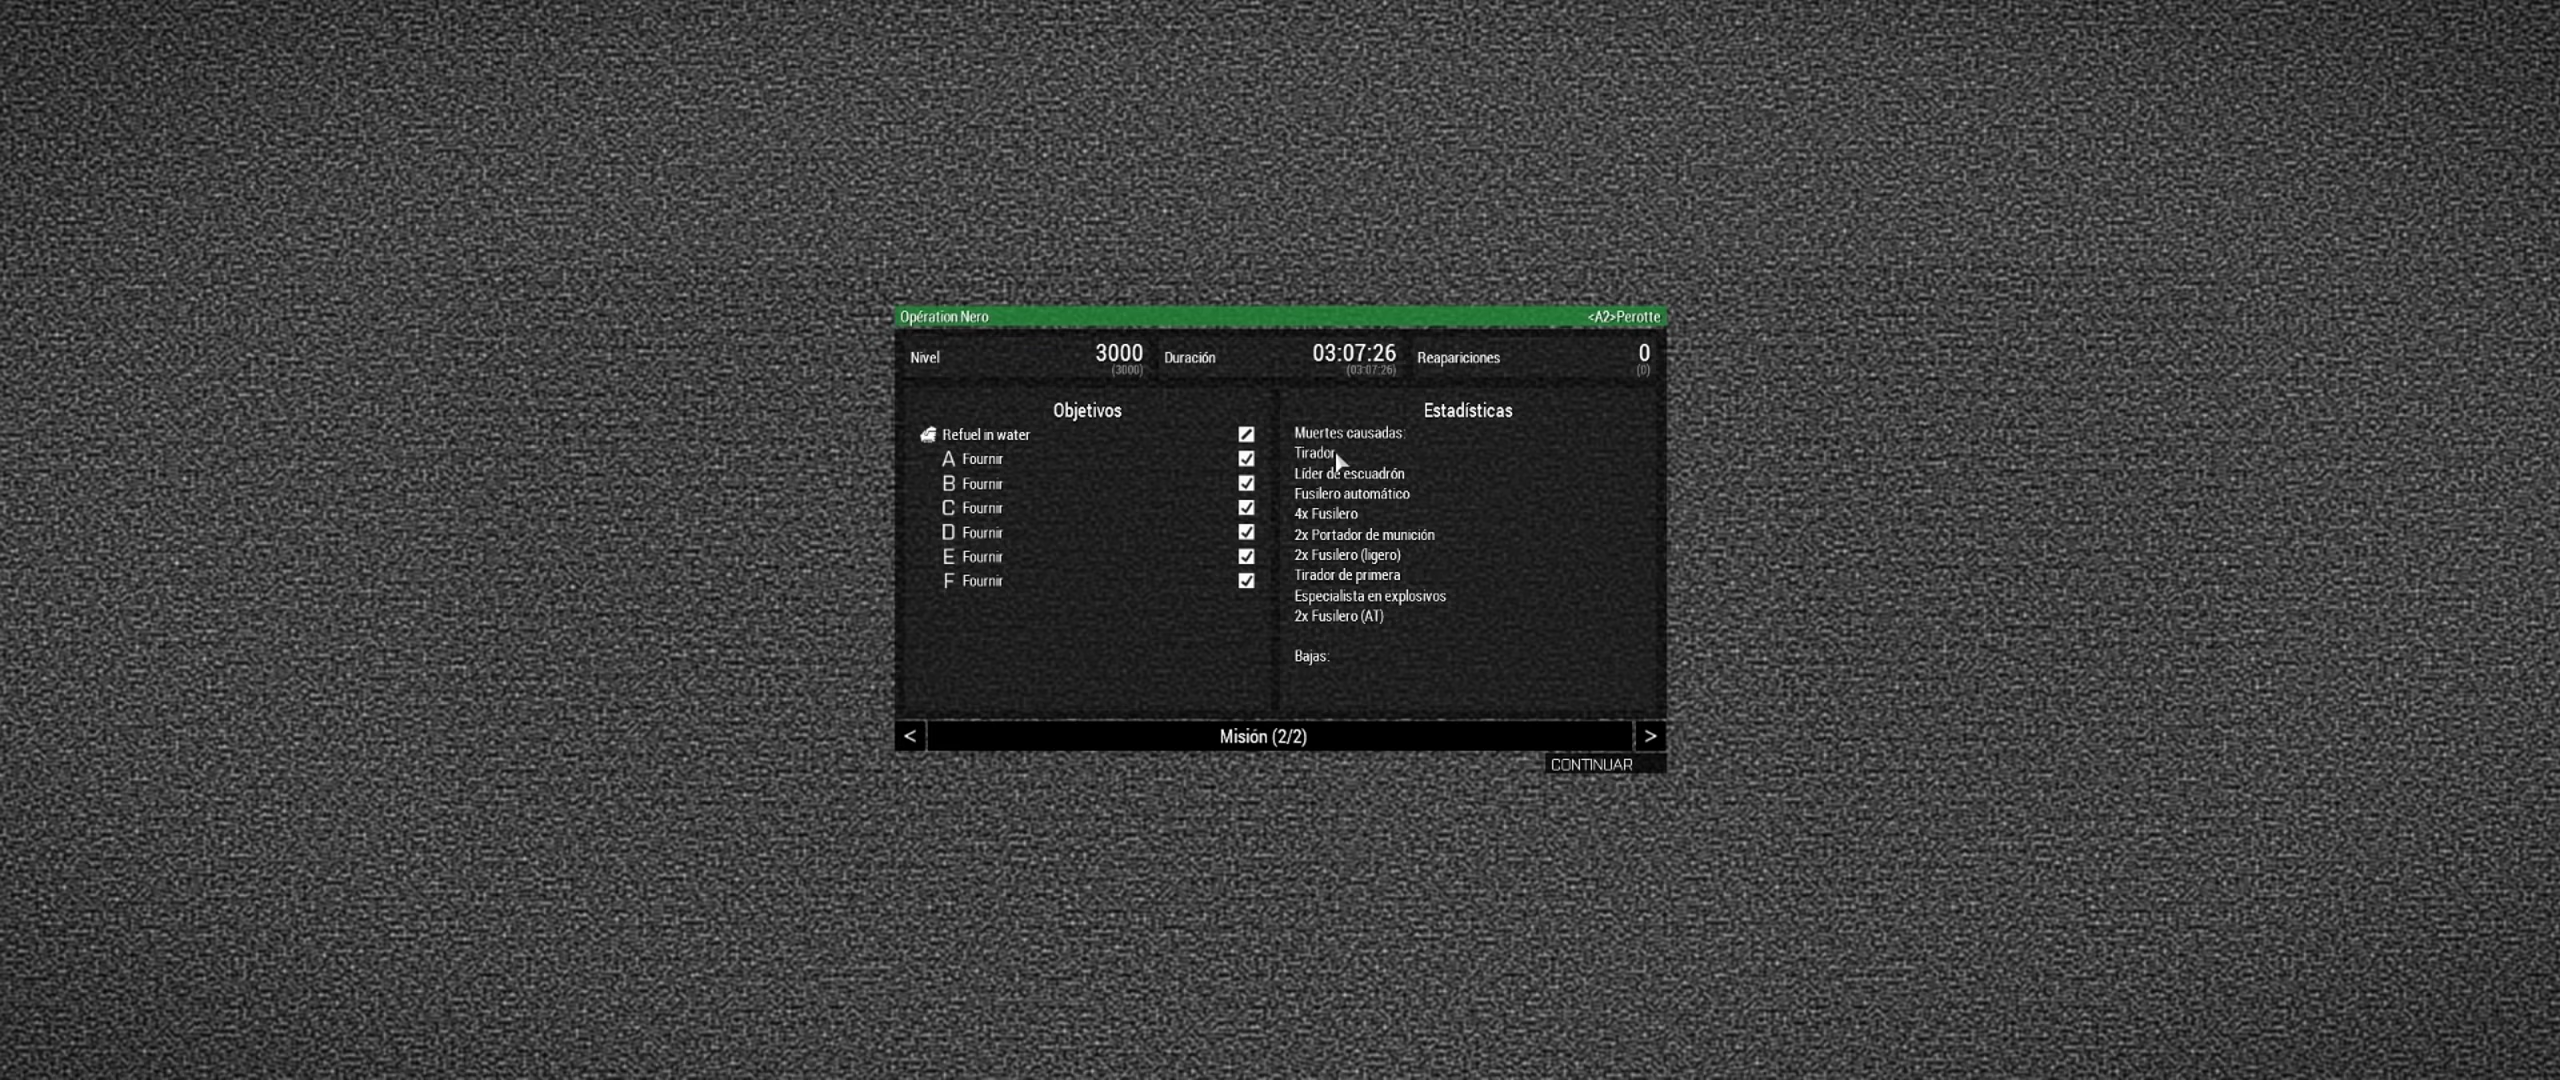 Opération Nero <A2>Perotte
Nivel 3000 (3000) Duración 03:07:26 (03:07:26) Reapariciones 0 (0)
Objetivos
Refuel in water
A Fournir
B Fournir
C Fournir
D Fournir
E Fournir
F Fournir
Estadísticas
Muertes causadas:
Tirador
Líder de escuadrón
Fusilero automático
4x Fusilero
2x Portador de munición
2x Fusilero (ligero)
Tirador de primera
Especialista en explosivos
2x Fusilero (AT)
Bajas:
< Misión (2/2) >
CONTINUAR